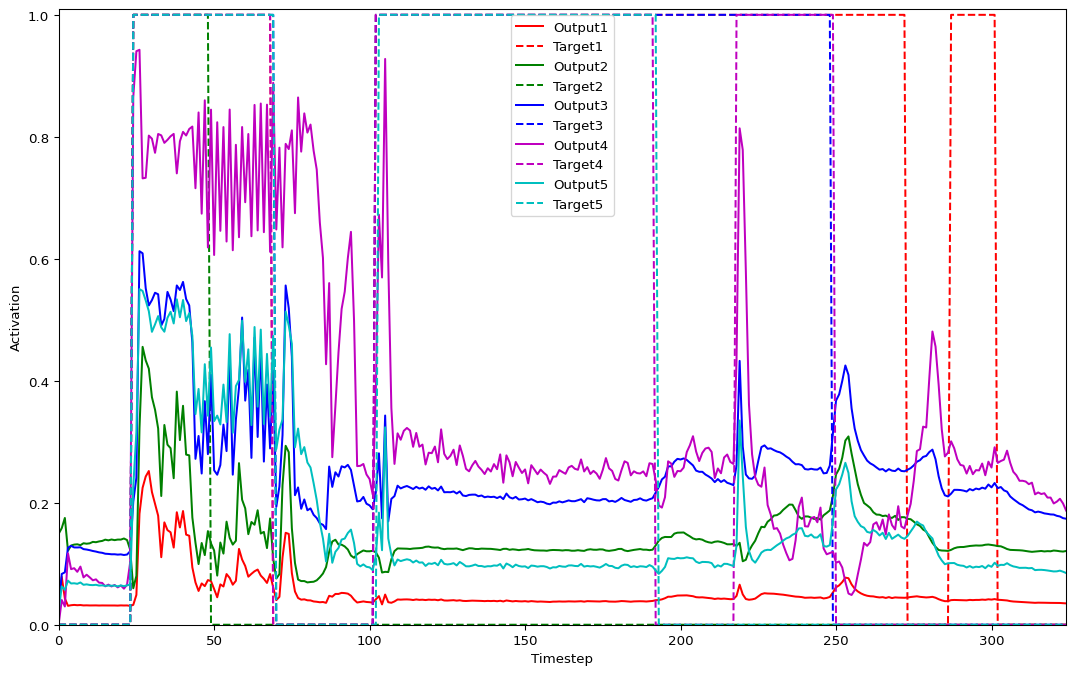 1.0
0.8
0.6
0.4
0.2
0.0
Activation
0 50 100 150 200 250 300
Timestep
Output1
Target1
Output2
Target2
Output3
Target3
Output4
Target4
Output5
Target5